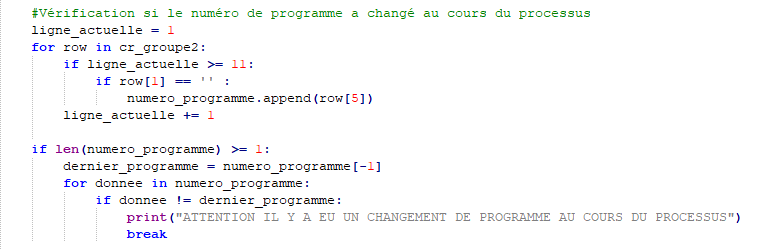 #Vérification si le numéro de programme a changé au cours du processus
ligne_actuelle = 1
for row in cr_groupe2:
    if ligne_actuelle >= 11:
        if row[1] == '' :
            numero_programme.append(row[5])
    ligne_actuelle += 1

if len(numero_programme) >= 1:
    dernier_programme = numero_programme[-1]
    for donnee in numero_programme:
        if donnee != dernier_programme:
            print("ATTENTION IL Y A EU UN CHANGEMENT DE PROGRAMME AU COURS DU PROCESSUS")
            break